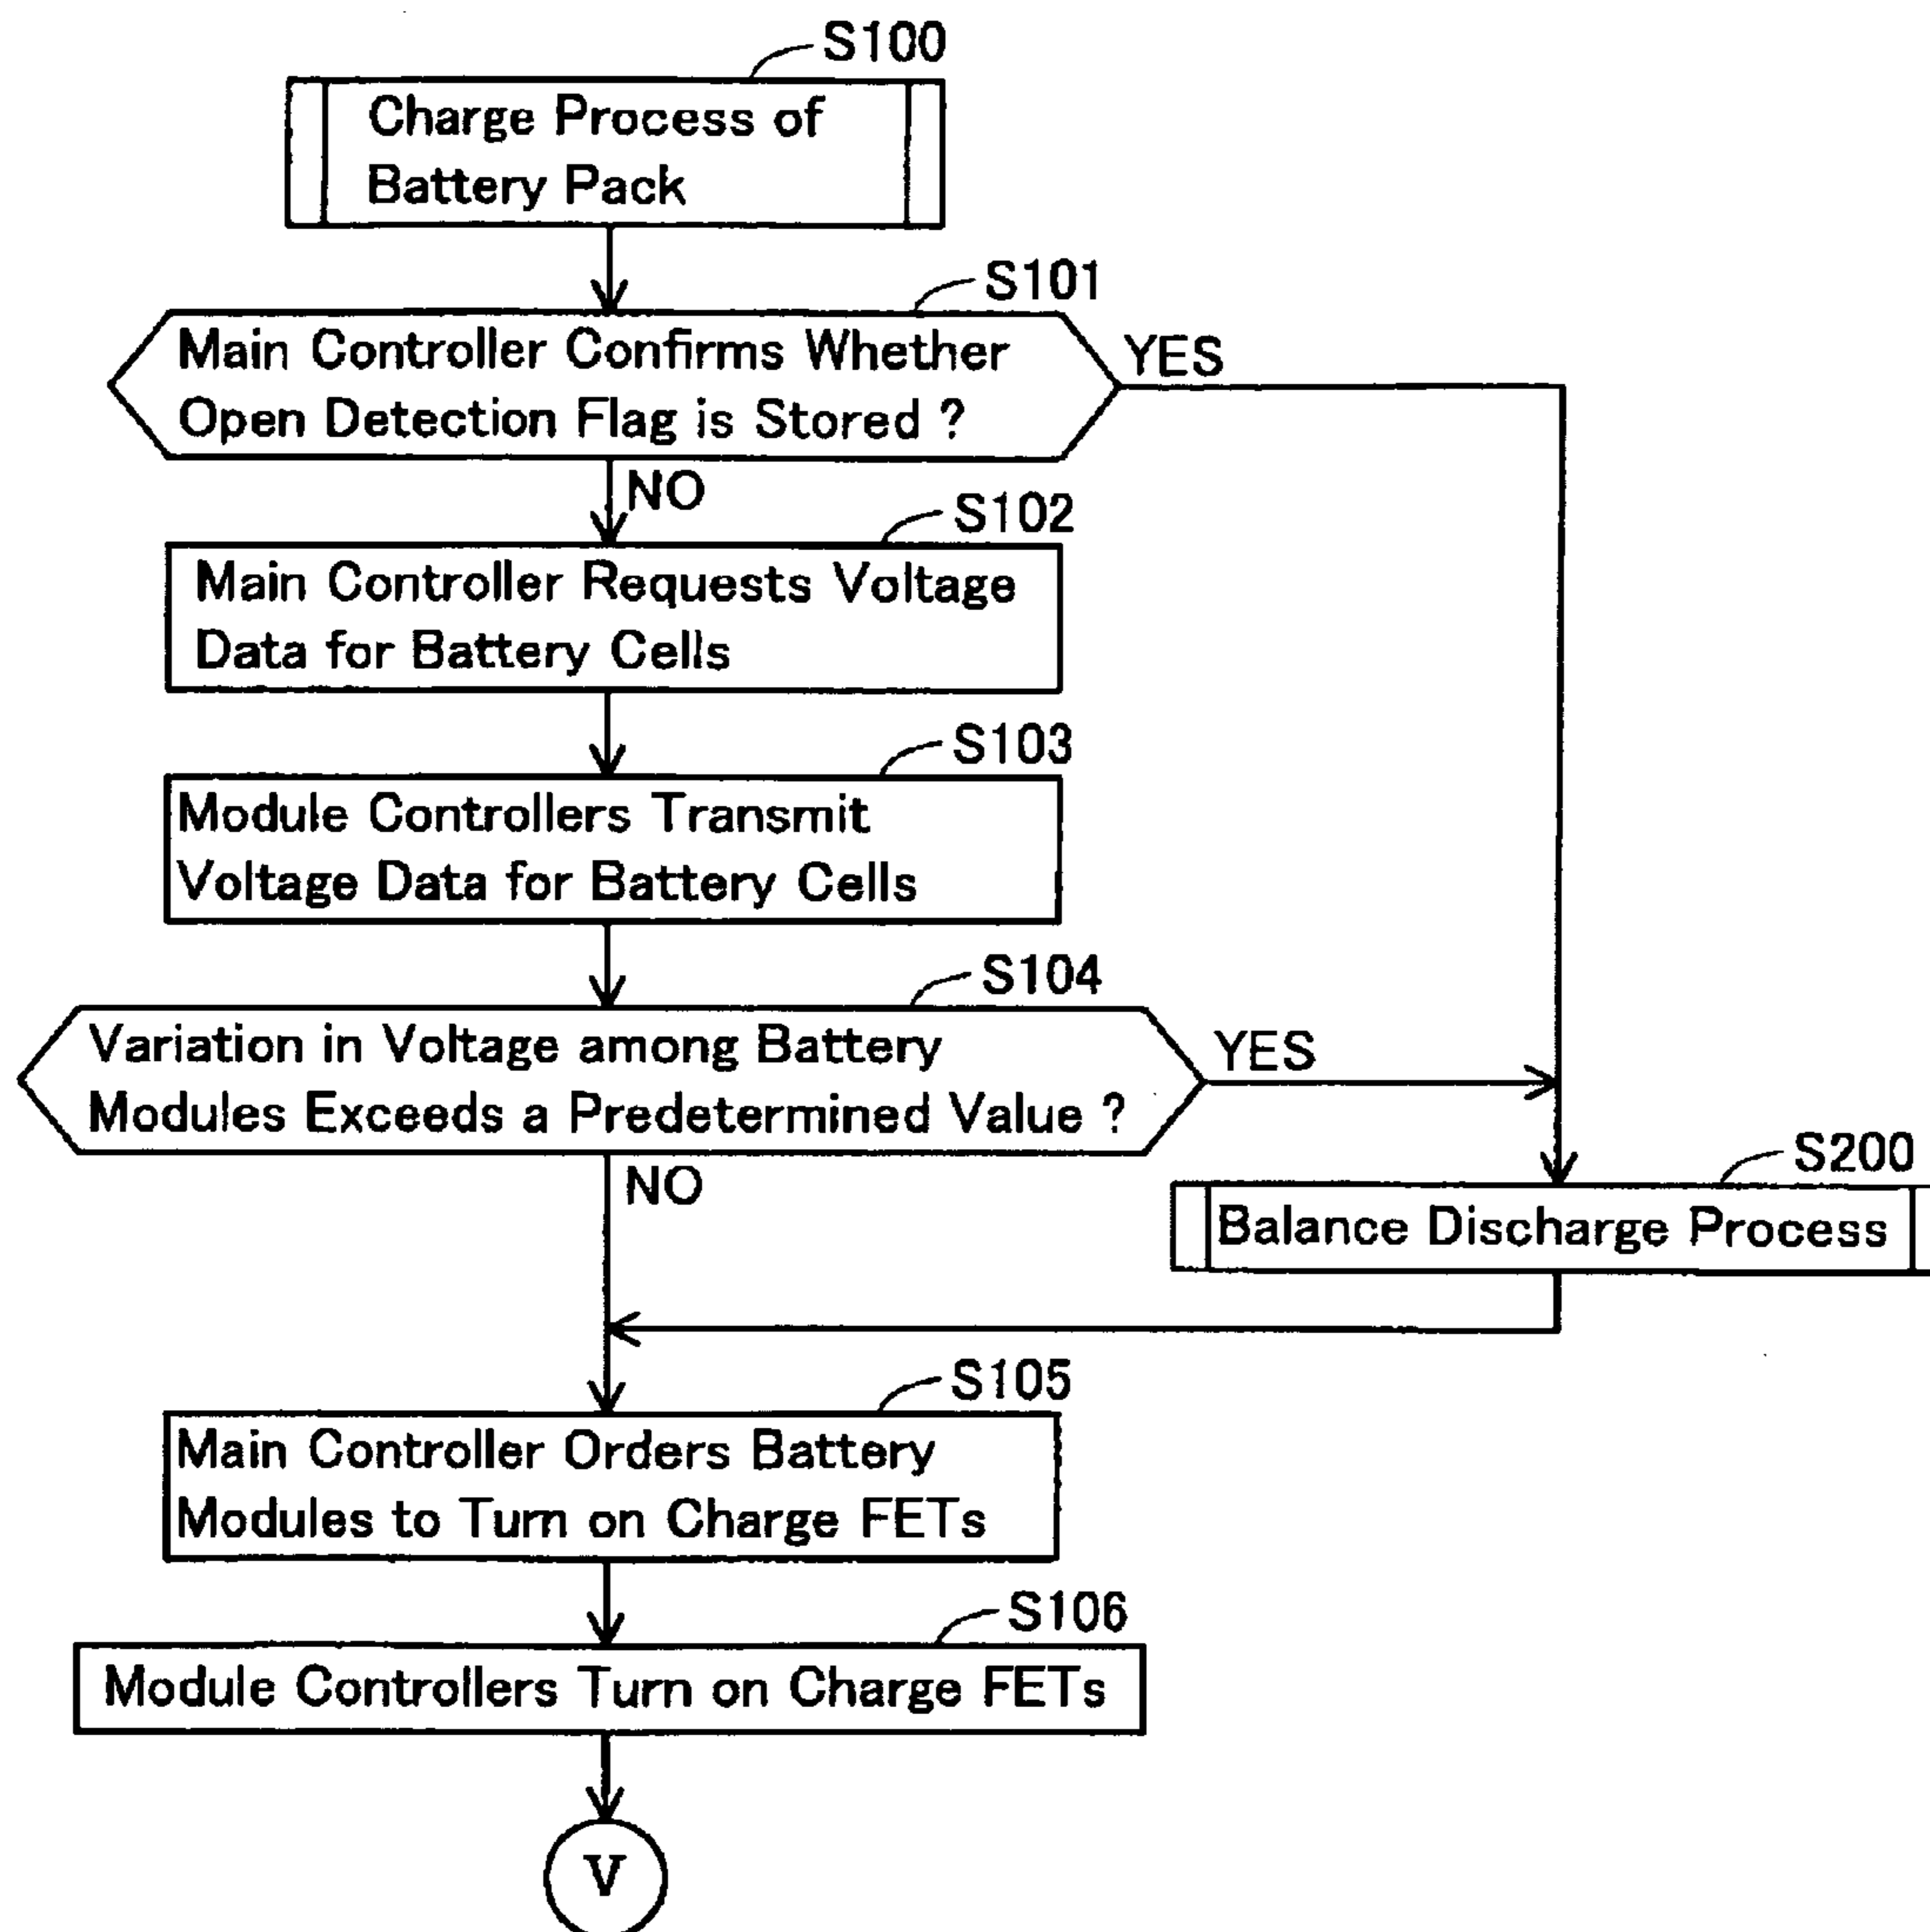 S100
Charge Process of
Battery Pack
S101
Main Controller Confirms Whether
Open Detection Flag is Stored ?
YES
NO
S102
Main Controller Requests Voltage
Data for Battery Cells
S103
Module Controllers Transmit
Voltage Data for Battery Cells
S104
Variation in Voltage among Battery
Modules Exceeds a Predetermined Value ?
YES
NO
S200
Balance Discharge Process
S105
Main Controller Orders Battery
Modules to Turn on Charge FETs
S106
Module Controllers Turn on Charge FETs
V